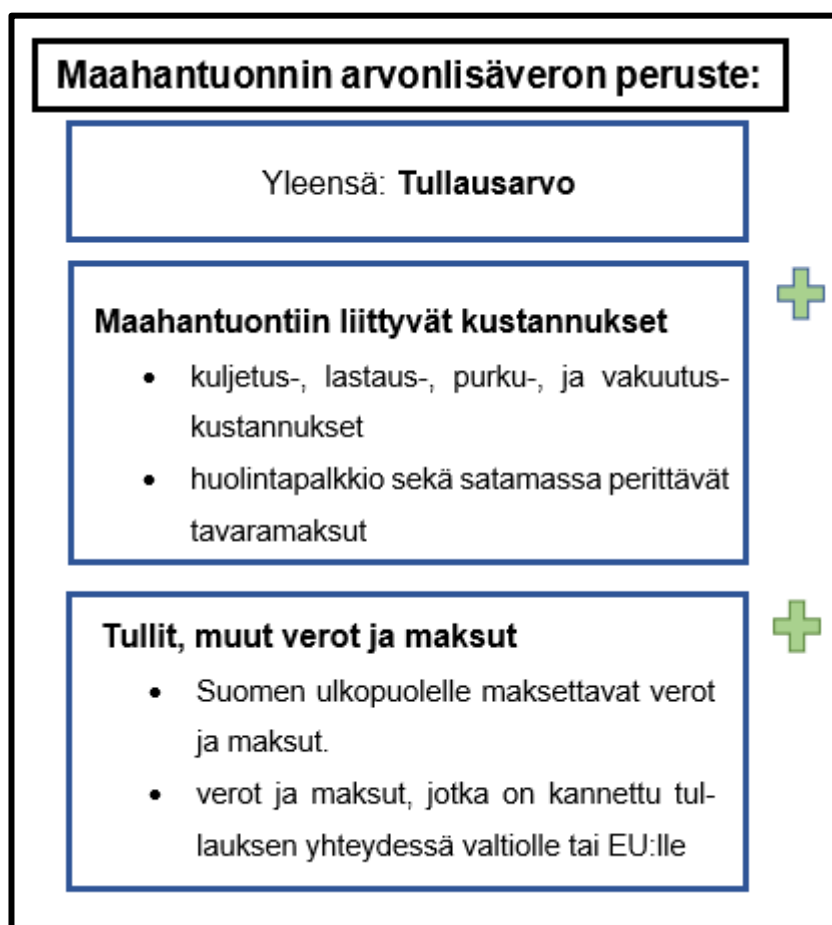 Maahantuonnin arvonlisäveron peruste:
Yleensä: Tullausarvo
Maahantuontiin liittyvät kustannukset
• kuljetus-, lastaus-, purku-, ja vakuutus-
kustannukset
• huolintapalkkio sekä satamassa perittävät
tavaramaksut
Tullit, muut verot ja maksut
• Suomen ulkopuolelle maksettavat verot
ja maksut.
• verot ja maksut, jotka on kannettu tul-
lauksen yhteydessä valtiolle tai EU:lle